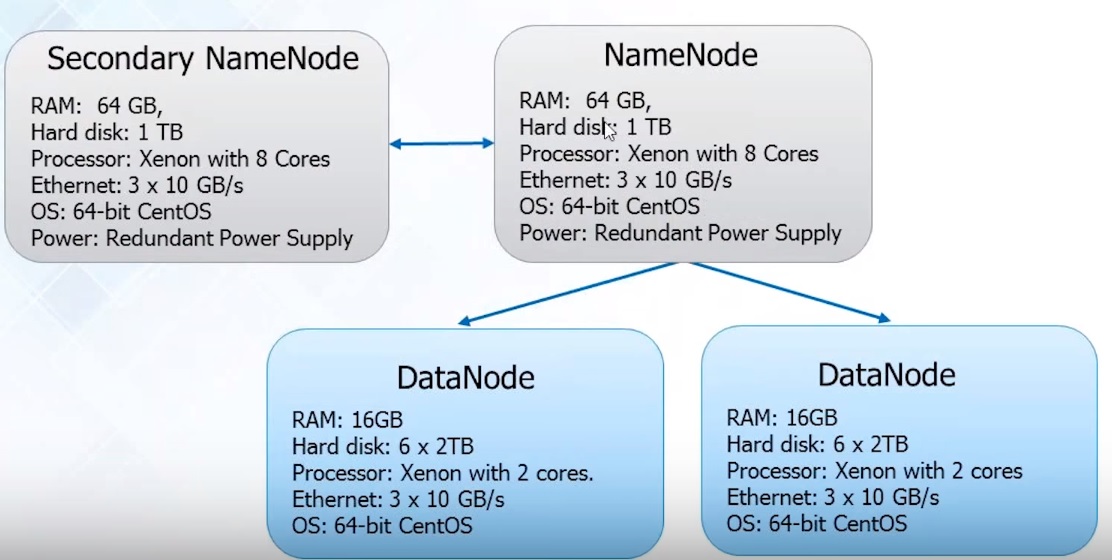 Secondary NameNode
RAM: 64 GB,
Hard disk: 1 TB
Processor: Xenon with 8 Cores
Ethernet: 3 x 10 GB/s
OS: 64-bit CentOS
Power: Redundant Power Supply
NameNode
RAM: 64 GB,
Hard disk: 1 TB
Processor: Xenon with 8 Cores
Ethernet: 3 x 10 GB/s
OS: 64-bit CentOS
Power: Redundant Power Supply
DataNode
RAM: 16GB
Hard disk: 6 x 2TB
Processor: Xenon with 2 cores.
Ethernet: 3 x 10 GB/s
OS: 64-bit CentOS
DataNode
RAM: 16GB
Hard disk: 6 x 2TB
Processor: Xenon with 2 cores
Ethernet: 3 x 10 GB/s
OS: 64-bit CentOS